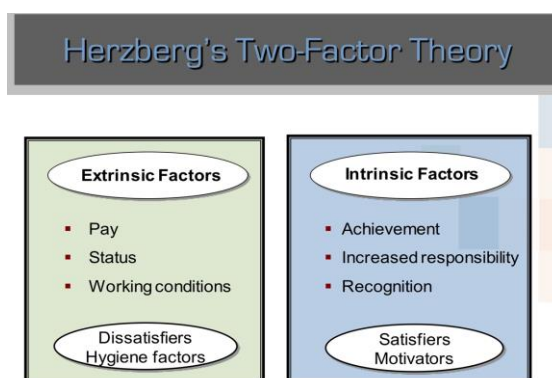 Herzberg's Two-Factor Theory
Extrinsic Factors
Pay
Status
Working conditions
Dissatisfiers
Hygiene factors
Intrinsic Factors
Achievement
Increased responsibility
Recognition
Satisfiers
Motivators